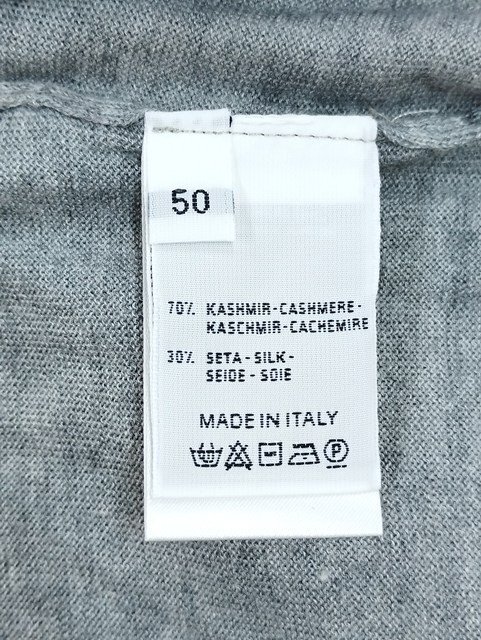 50
70% KASHMIR-CASHMERE-
KASCHMIR-CACHEMIRE
30% SETA-SILK-
SEIDE-SOIE
MADE IN ITALY
P